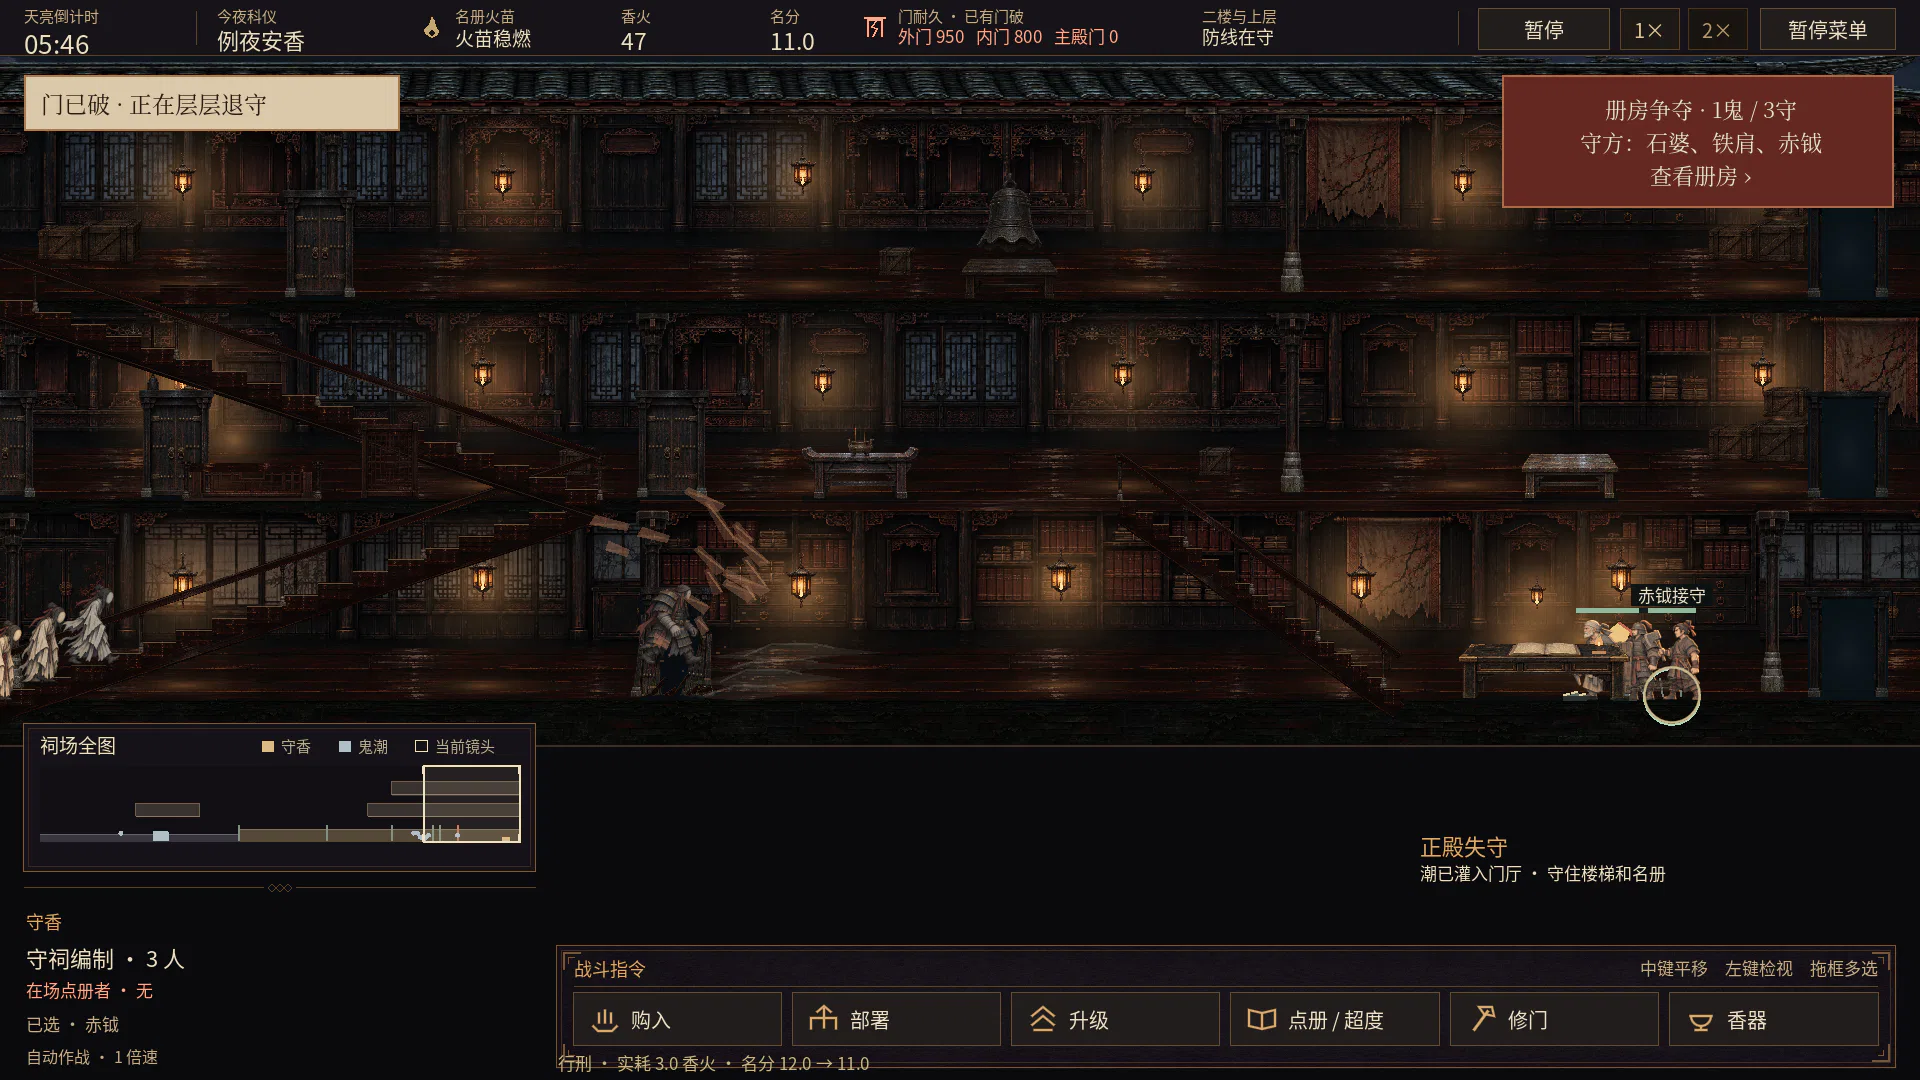 天亮倒计时
05:46
今夜科仪
例夜安香
名册火苗
火苗稳燃
香火
47
名分
11.0
门耐久 · 已有门破
外门 950 内门 800 主殿门 0
二楼与上层
防线在守
暂停
1×
2×
暂停菜单
门已破 · 正在层层退守
册房争夺 · 1鬼 / 3守
守方：石婆、铁肩、赤钺
查看册房 ›
赤钺接守
祠场全图
守香
鬼潮
当前镜头
正殿失守
潮已灌入门厅 · 守住楼梯和名册
守香
守祠编制 · 3 人
在场点册者 · 无
已选 · 赤钺
自动作战 · 1 倍速
战斗指令
中键平移 左键检视 拖框多选
购入
部署
升级
点册 / 超度
修门
香器
行刑 · 实耗 3.0 香火 · 名分 12.0 → 11.0